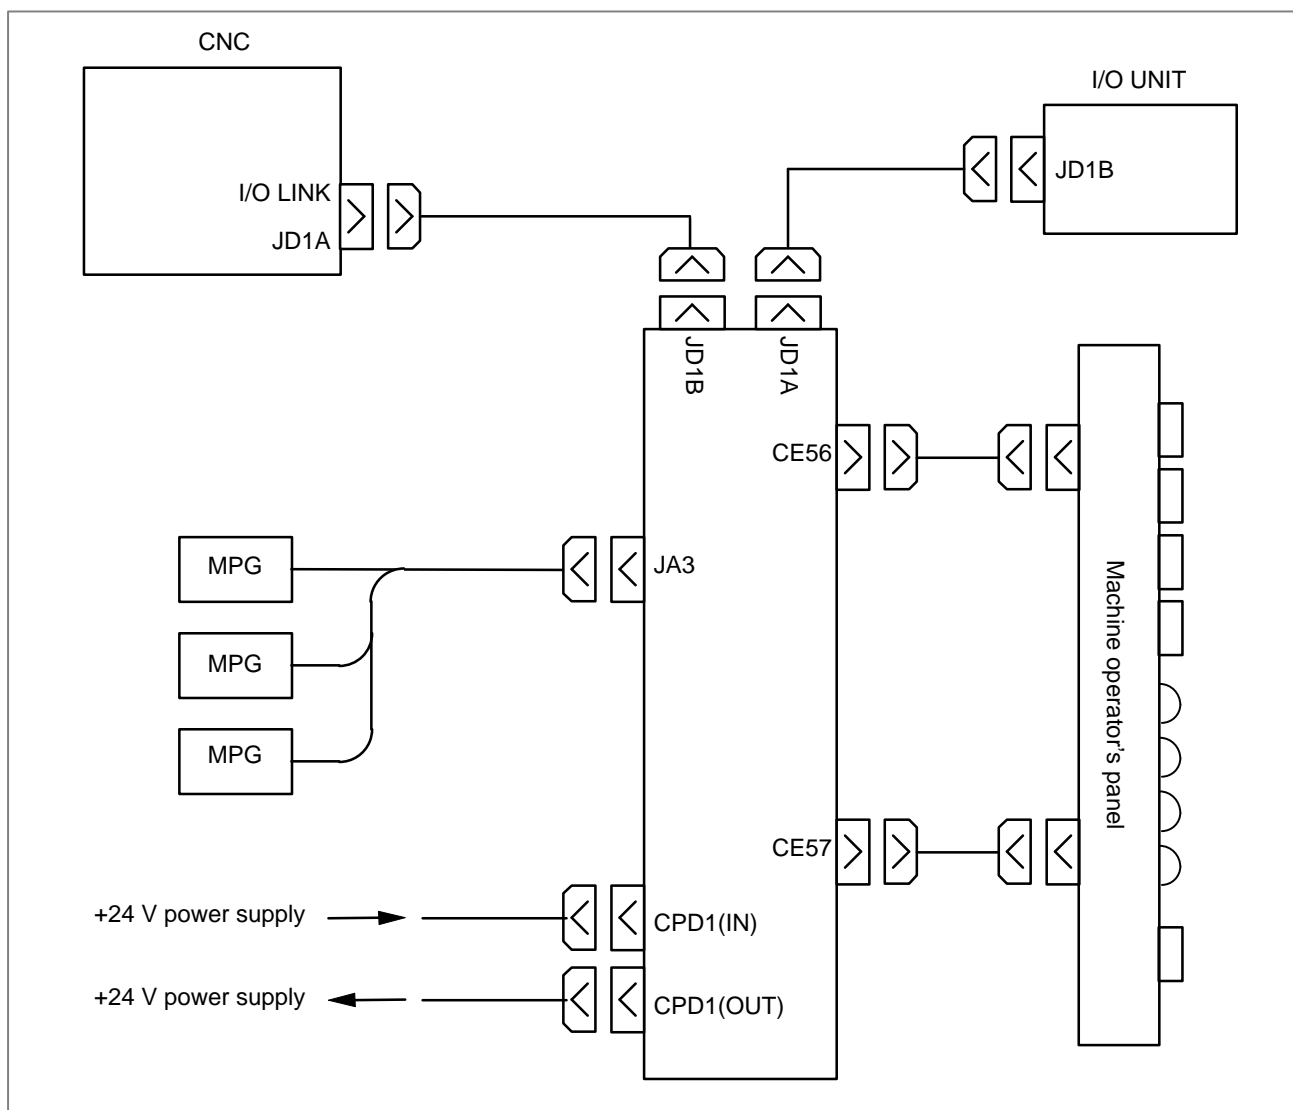 CNC
I/O UNIT
I/O LINK
JD1A
JD1B
JD1B
JD1A
CE56
MPG
JA3
MPG
MPG
Machine operator's panel
CE57
+24 V power supply
CPD1(IN)
+24 V power supply
CPD1(OUT)